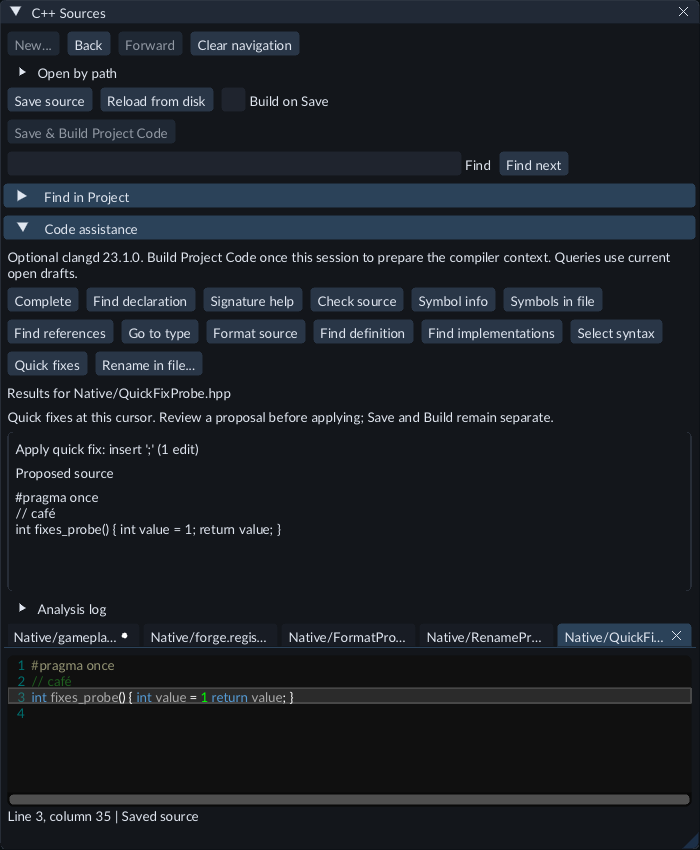 C++ Sources
New... Back Forward Clear navigation
Open by path
Save source Reload from disk Build on Save
Save & Build Project Code
Find Find next
Find in Project
Code assistance
Optional clangd 23.1.0. Build Project Code once this session to prepare the compiler context. Queries use current
open drafts.
Complete Find declaration Signature help Check source Symbol info Symbols in file
Find references Go to type Format source Find definition Find implementations Select syntax
Quick fixes Rename in file...
Results for Native/QuickFixProbe.hpp
Quick fixes at this cursor. Review a proposal before applying; Save and Build remain separate.
Apply quick fix: insert ';' (1 edit)
Proposed source
#pragma once
// café
int fixes_probe() { int value = 1; return value; }
Analysis log
Native/gamepla... Native/forge.regis... Native/FormatPro... Native/RenamePr... Native/QuickFi...
1 #pragma once
2 // café
3 int fixes_probe() { int value = 1 return value; }
4
Line 3, column 35 | Saved source